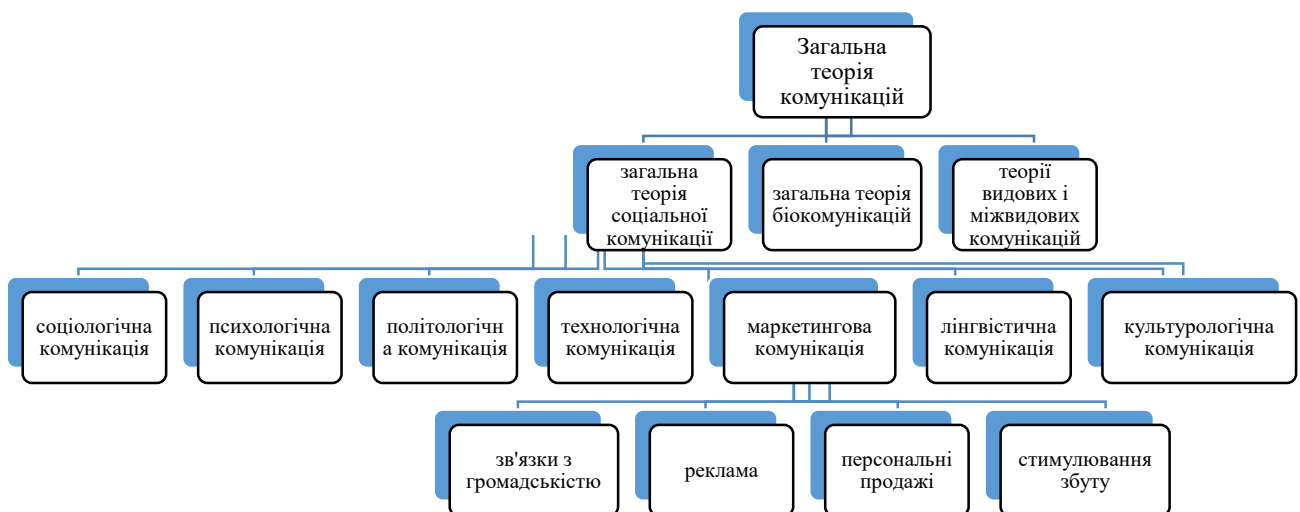 Загальна
теорія
комунікацій
загальна
теорія
соціальної
комунікації
загальна теорія
біокомунікацій
теорії
видових і
міжвидових
комунікацій
соціологічна
комунікація
психологічна
комунікація
політологічн
а комунікація
технологічна
комунікація
маркетингова
комунікація
лінгвістична
комунікація
культурологічна
комунікація
зв'язки з
громадськістю
реклама
персональні
продажі
стимулювання
збуту